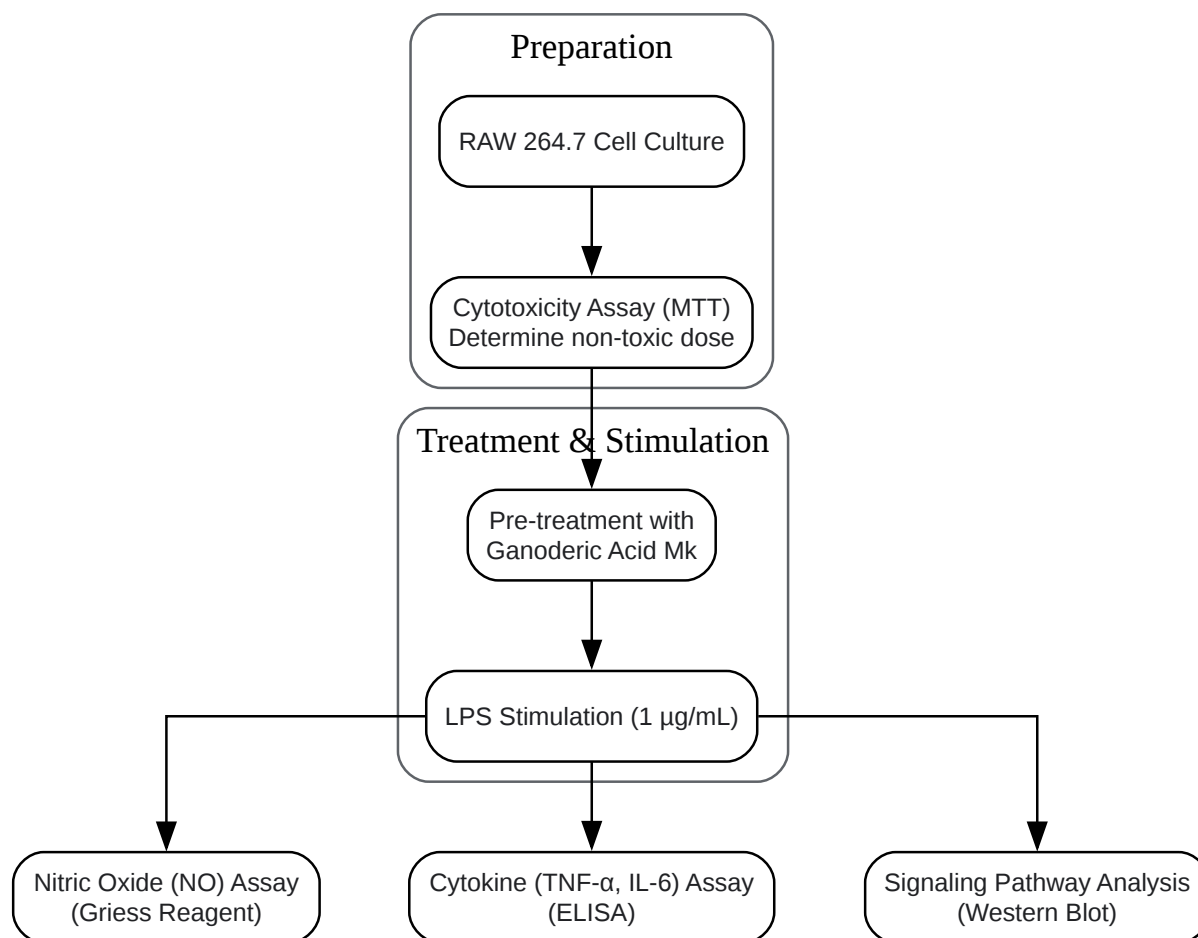 Preparation
RAW 264.7 Cell Culture
Cytotoxicity Assay (MTT)
Determine non-toxic dose
Treatment & Stimulation
Pre-treatment with
Ganoderic Acid Mk
LPS Stimulation (1 µg/mL)
Nitric Oxide (NO) Assay
(Griess Reagent)
Cytokine (TNF-α, IL-6) Assay
(ELISA)
Signaling Pathway Analysis
(Western Blot)